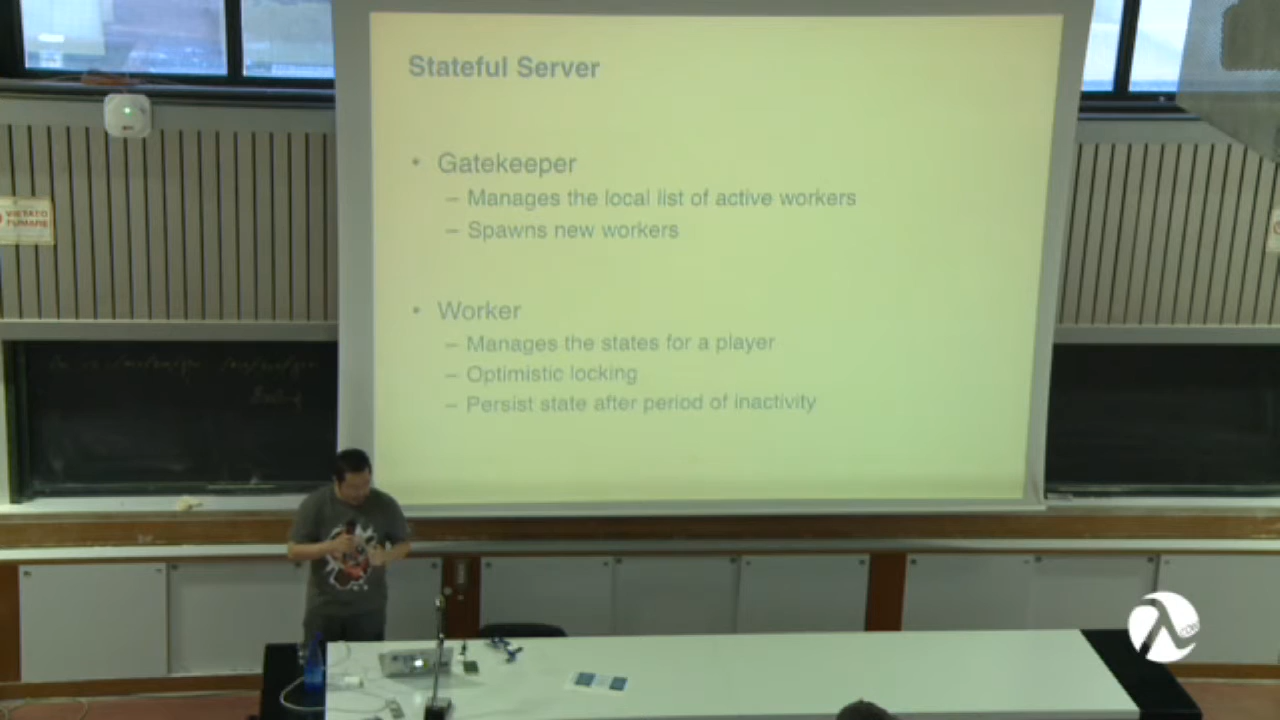 Stateful Server
• Gatekeeper
– Manages the local list of active workers
– Spawns new workers
• Worker
– Manages the states for a player
– Optimistic locking
– Persist state after period of inactivity
VIETATO
FUMARE